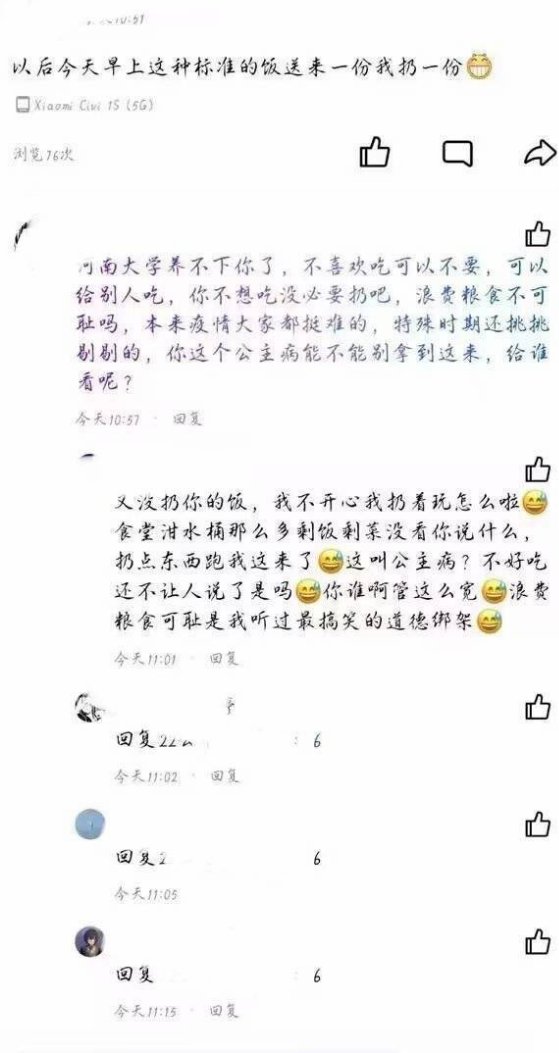 以后今天早上这种标准的饭送来一份我扔一份😁
Xiaomi Civi 1S (5G)
浏览76次
河南大学养不下你了，不喜欢吃可以不要，可以
给别人吃，你不想吃没必要扔吧，浪费粮食不可
耻吗，本来疫情大家都挺难的，特殊时期还挑挑
剔剔的，你这个公主病能不能别拿到这来，给谁
看呢？
今天10:57 · 回复
又没扔你的饭，我不开心我扔着玩怎么啦😅
食堂泔水桶那么多剩饭剩菜没看你说什么，
扔点东西跑我这来了😅这叫公主病？不好吃
还不让人说了是吗😅你谁啊管这么宽😅浪费
粮食可耻是我听过最搞笑的道德绑架😅
今天11:01 · 回复
回复22 : 6
今天11:02 · 回复
回复2 6
今天11:05
回复 : 6
今天11:15 · 回复